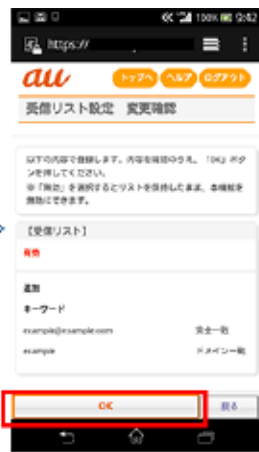 100% 9:42
https://
au
トップへ ヘルプ ログアウト
受信リスト設定 変更確認
以下の内容で登録します。内容を確認のうえ、「OK」ボタ
ンを押してください。
※「無効」を選択するとリストを保持したまま、本機能を
無効にできます。
【受信リスト】
有効
追加
キーワード
example@example.com 完全一致
example ドメイン一致
OK 戻る